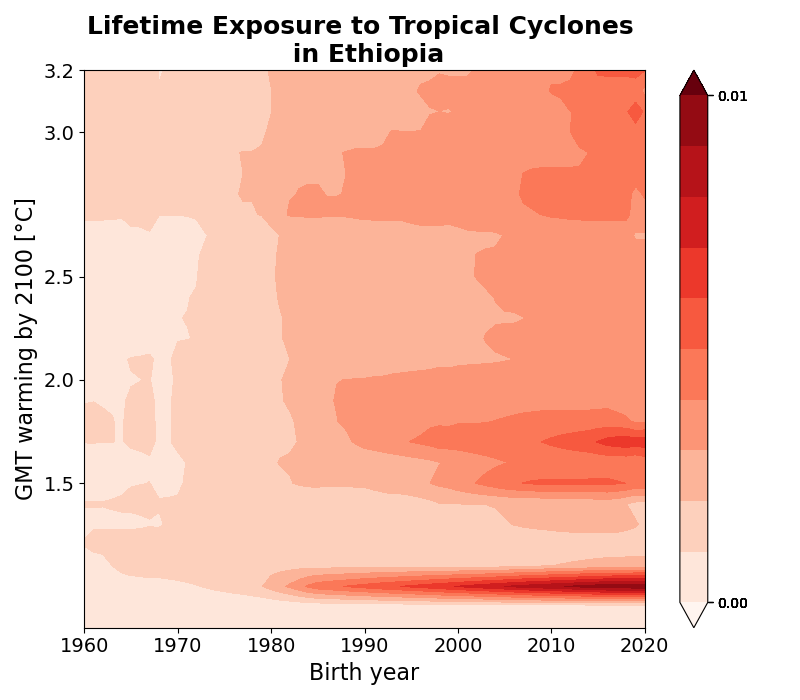 Lifetime Exposure to Tropical Cyclones
in Ethiopia
3.2
3.0
2.5
2.0
1.5
GMT warming by 2100 [°C]
1960 1970 1980 1990 2000 2010 2020
Birth year
0.01
0.00